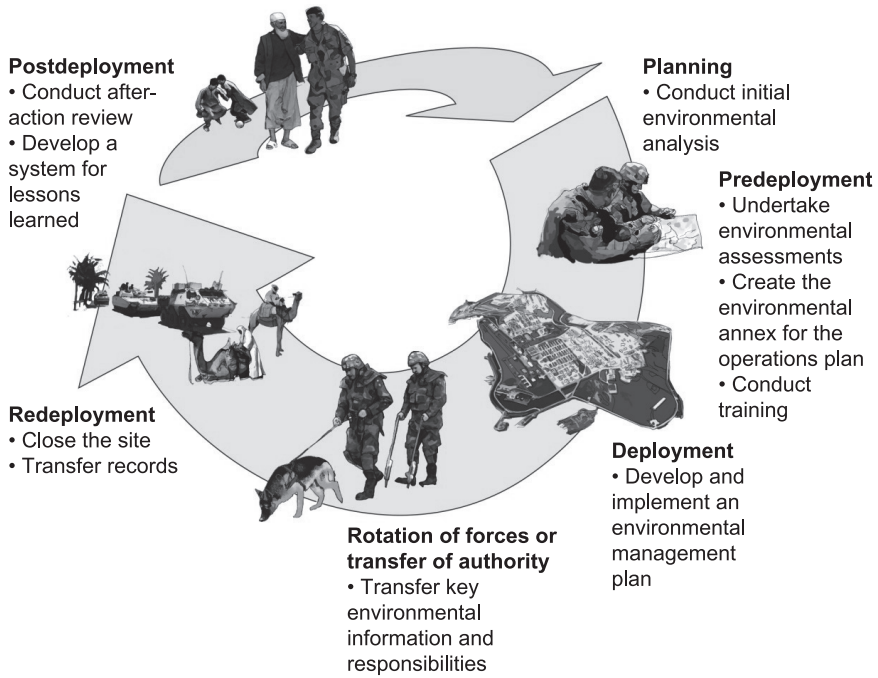 Postdeployment
• Conduct after-
action review
• Develop a
system for
lessons
learned
Planning
• Conduct initial
environmental
analysis
Predeployment
• Undertake
environmental
assessments
• Create the
environmental
annex for the
operations plan
• Conduct
training
Deployment
• Develop and
implement an
environmental
management
plan
Rotation of forces or
transfer of authority
• Transfer key
environmental
information and
responsibilities
Redeployment
• Close the site
• Transfer records